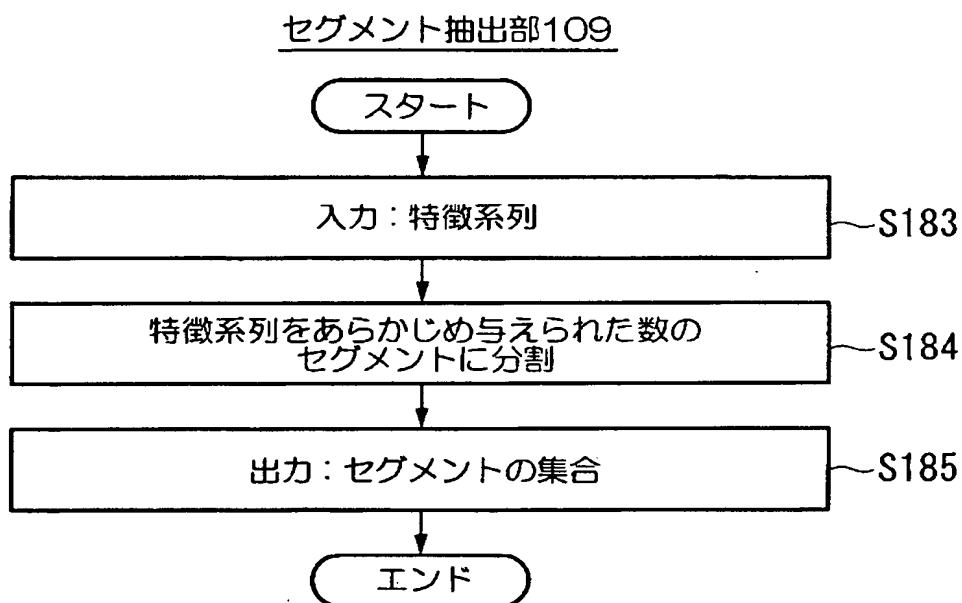 セグメント抽出部109
スタート
入力：特徴系列
S183
特徴系列をあらかじめ与えられた数の
セグメントに分割
S184
出力：セグメントの集合
S185
エンド